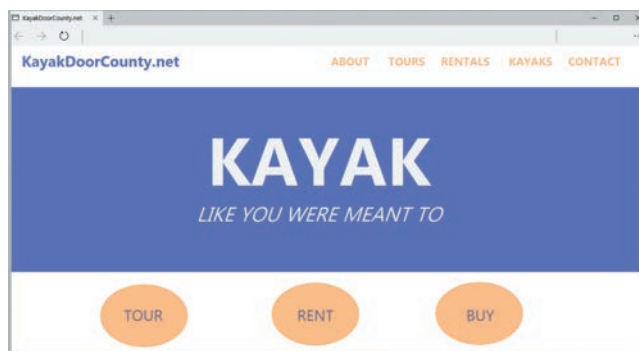 KayakDoorCounty.net
KayakDoorCounty.net ABOUT TOURS RENTALS KAYAKS CONTACT
KAYAK
LIKE YOU WERE MEANT TO
TOUR RENT BUY